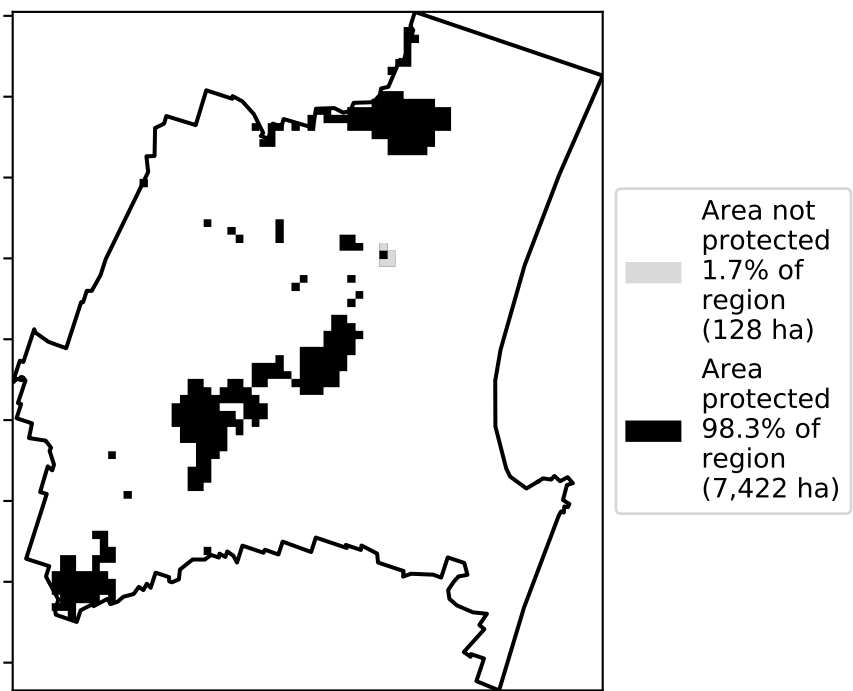 Area not
protected
1.7% of
region
(128 ha)
Area
protected
98.3% of
region
(7,422 ha)